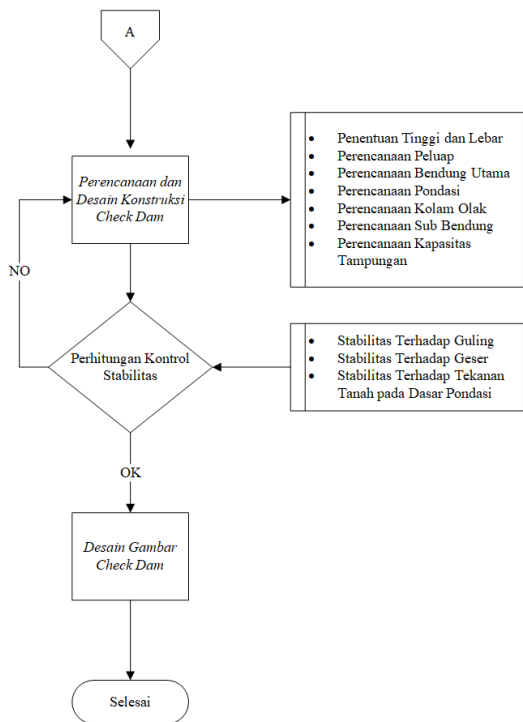 A
Perencanaan dan
Desain Konstruksi
Check Dam
• Penentuan Tinggi dan Lebar
• Perencanaan Peluap
• Perencanaan Bendung Utama
• Perencanaan Pondasi
• Perencanaan Kolam Olak
• Perencanaan Sub Bendung
• Perencanaan Kapasitas
Tampungan
NO
Perhitungan Kontrol
Stabilitas
• Stabilitas Terhadap Guling
• Stabilitas Terhadap Geser
• Stabilitas Terhadap Tekanan
Tanah pada Dasar Pondasi
OK
Desain Gambar
Check Dam
Selesai